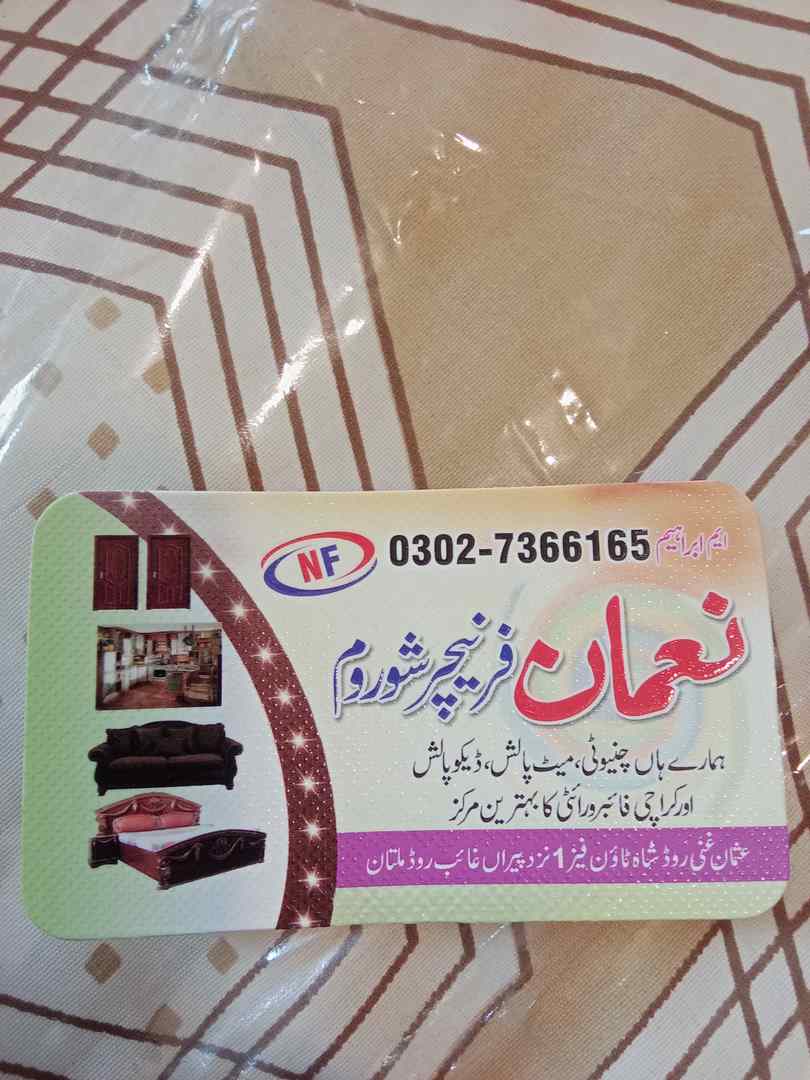 NF 0302-7366165 ایم ابراہیم
نعمان فرنیچر شوروم
ہمارے ہاں چنیوٹی، میٹ پالش، ڈیکو پالش
اور کراچی فائبر ورائٹی کا بہترین مرکز
عثمان غنی روڈ شاہ ٹاؤن فیز 1 نزد پیراں غائب روڈ ملتان